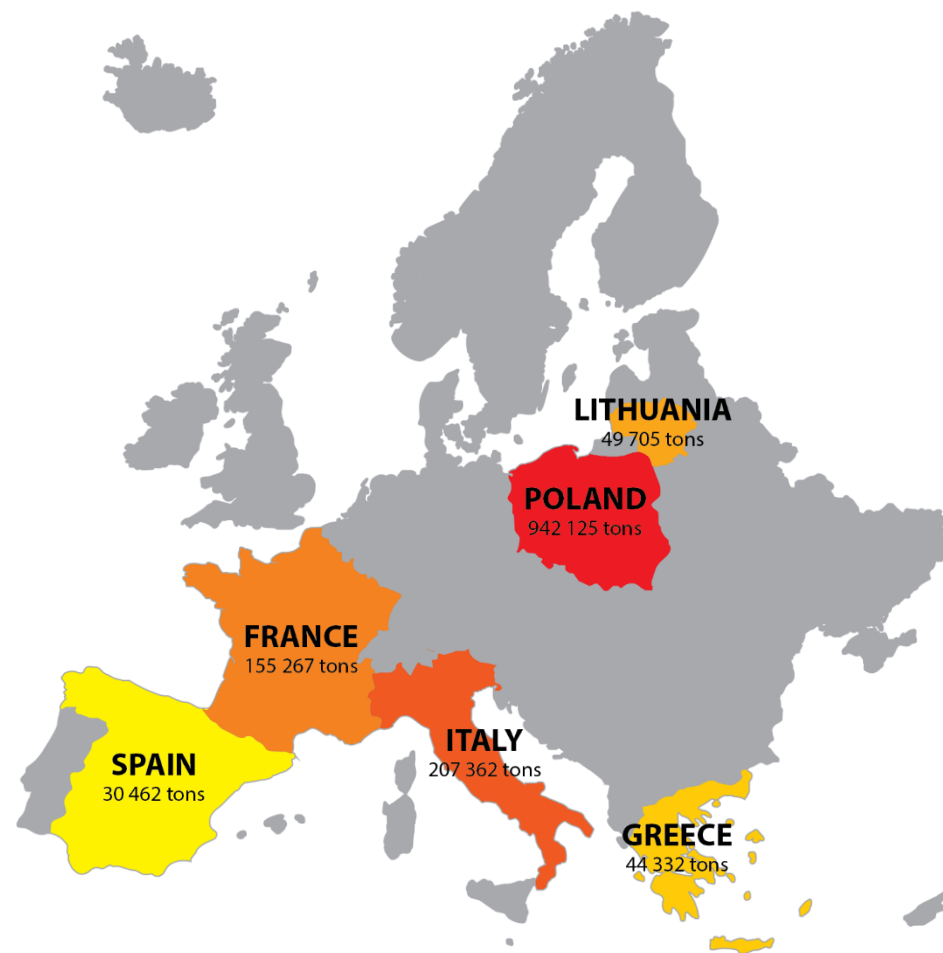 LITHUANIA
49 705 tons
POLAND
942 125 tons
FRANCE
155 267 tons
ITALY
207 362 tons
SPAIN
30 462 tons
GREECE
44 332 tons